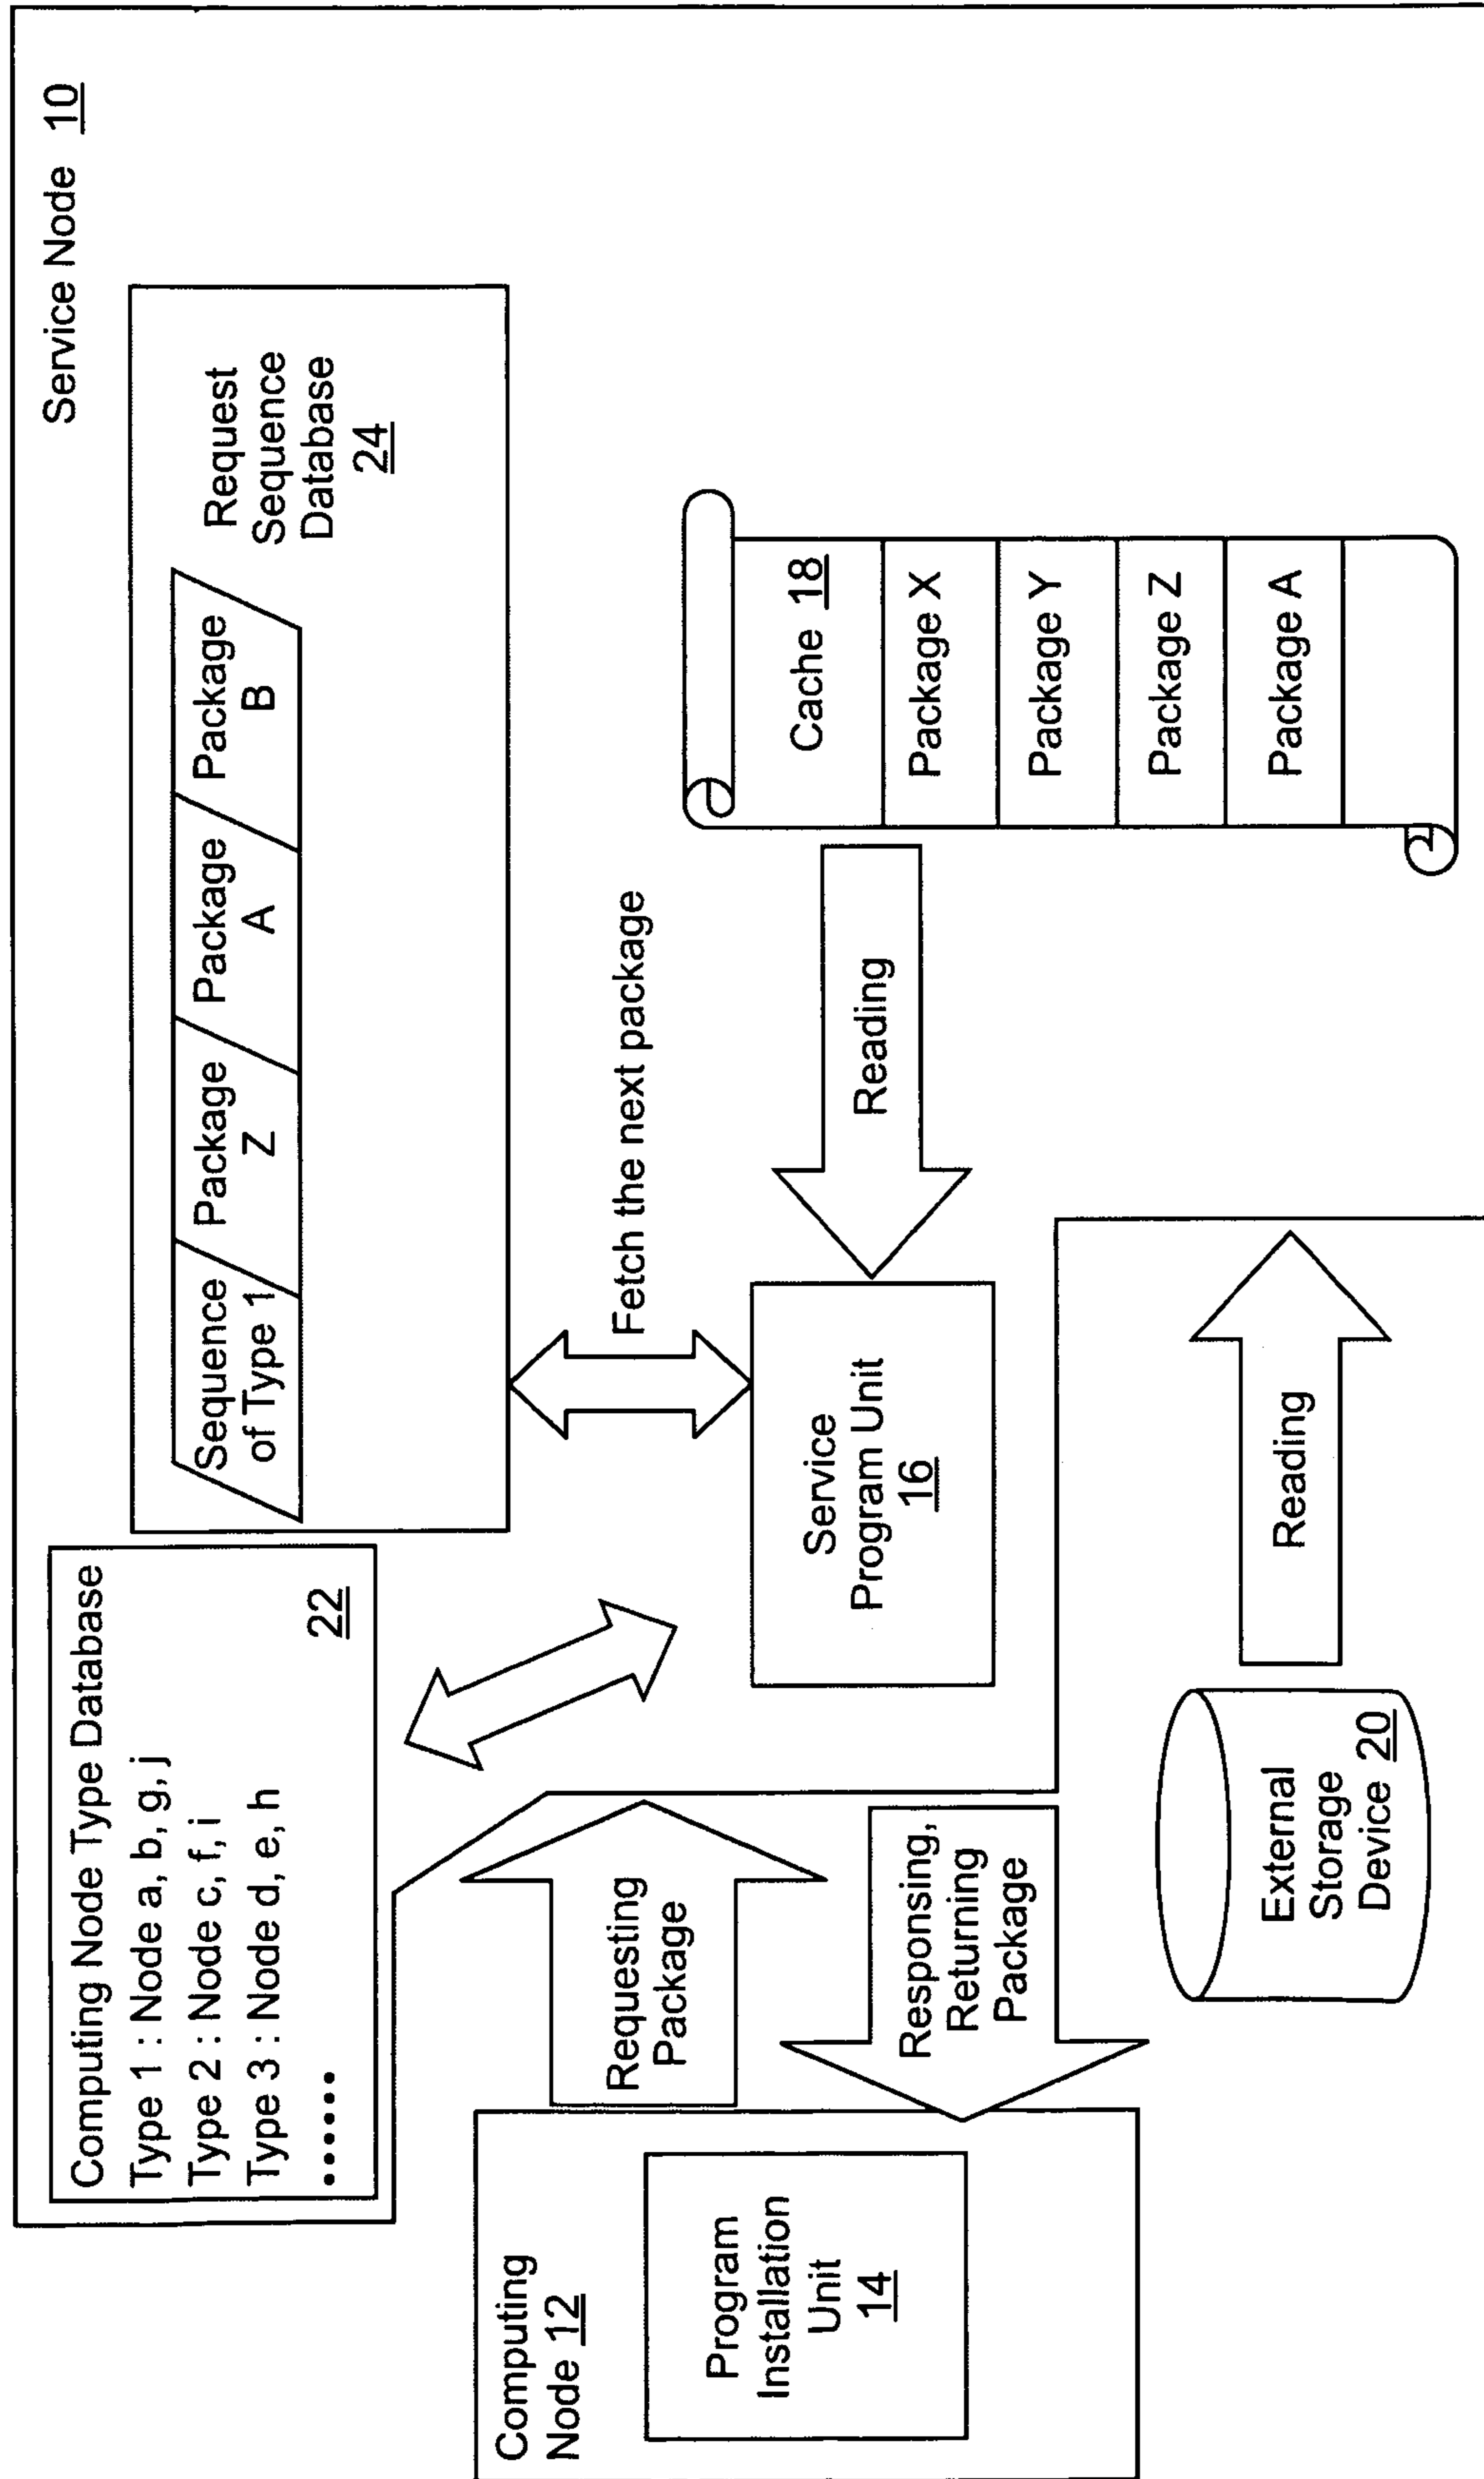 Service Node 10
Computing Node Type Database
Type 1 : Node a, b, g, j
Type 2 : Node c, f, i
Type 3 : Node d, e, h
......
22
Sequence
of Type 1
Package
Z
Package
A
Package
B
Request
Sequence
Database
24
Fetch the next package
Computing
Node 12
Program
Installation
Unit
14
Requesting
Package
Responsing,
Returning
Package
Service
Program Unit
16
Reading
Cache 18
Package X
Package Y
Package Z
Package A
External
Storage
Device 20
Reading